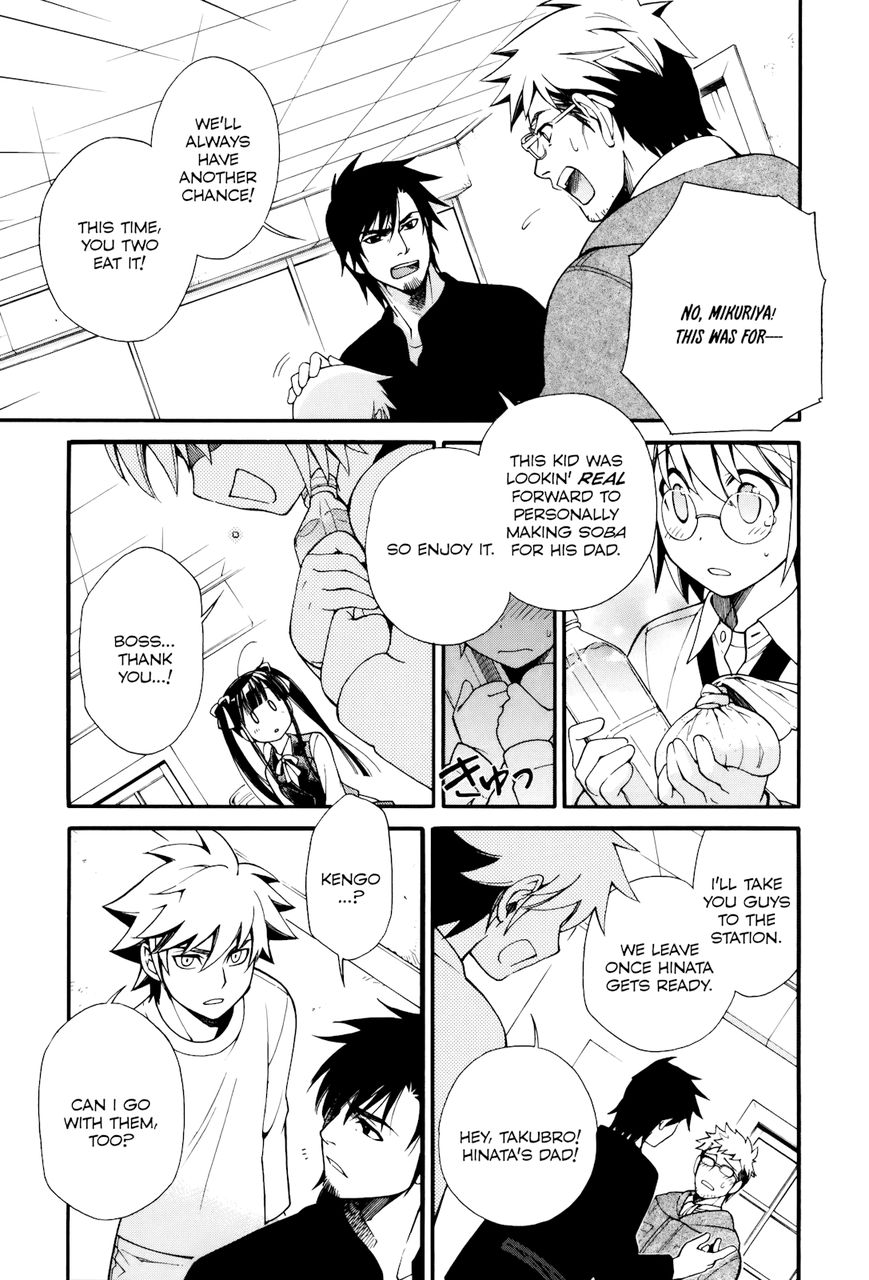 NO, MIKURIYA!
THIS WAS FOR—
WE'LL
ALWAYS
HAVE
ANOTHER
CHANCE!
THIS TIME,
YOU TWO
EAT IT!
THIS KID WAS
LOOKIN' REAL
FORWARD TO
PERSONALLY
MAKING SOBA
FOR HIS DAD.
SO ENJOY IT.
きゅっ
BOSS...
THANK
YOU...!
I'LL TAKE
YOU GUYS
TO THE
STATION.
WE LEAVE
ONCE HINATA
GETS READY.
HEY, TAKUBRO!
HINATA'S DAD!
KENGO
...?
CAN I GO
WITH THEM,
TOO?